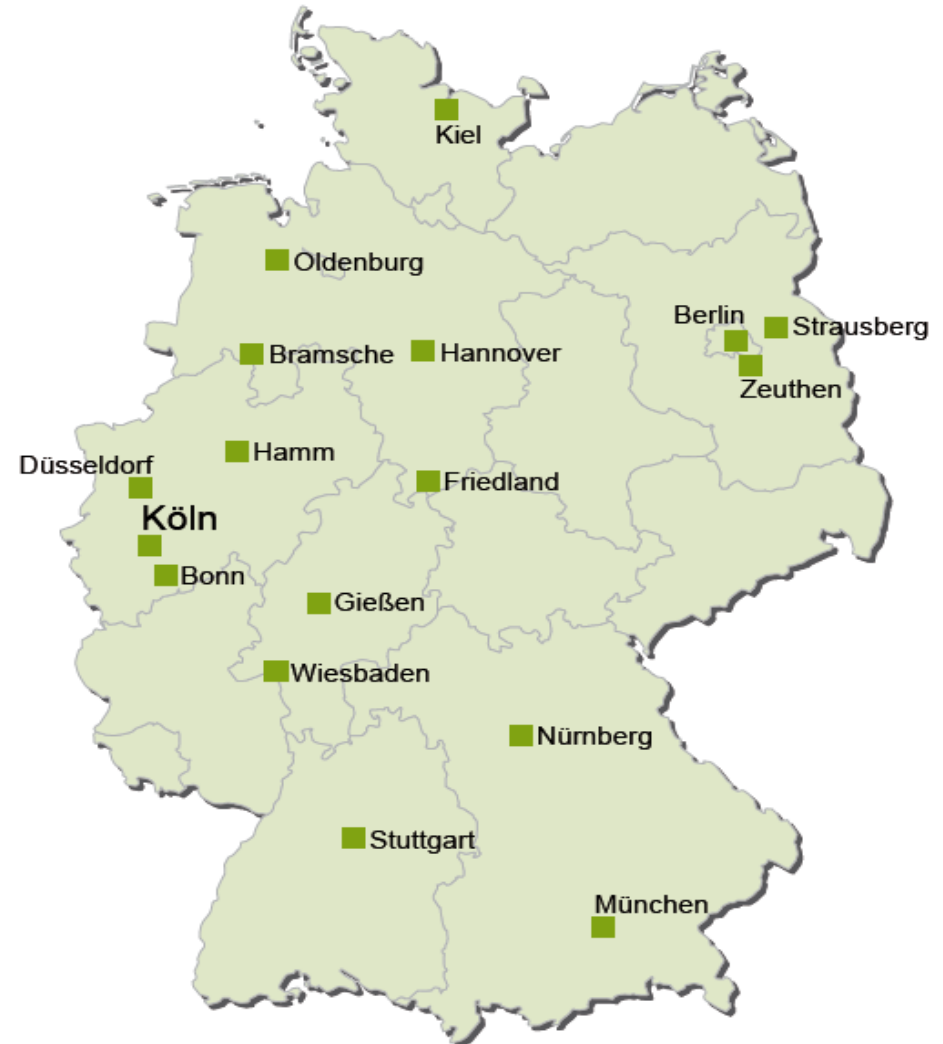 Kiel
Oldenburg
Berlin
Strausberg
Bramsche
Hannover
Zeuthen
Hamm
Düsseldorf
Friedland
Köln
Bonn
Gießen
Wiesbaden
Nürnberg
Stuttgart
München